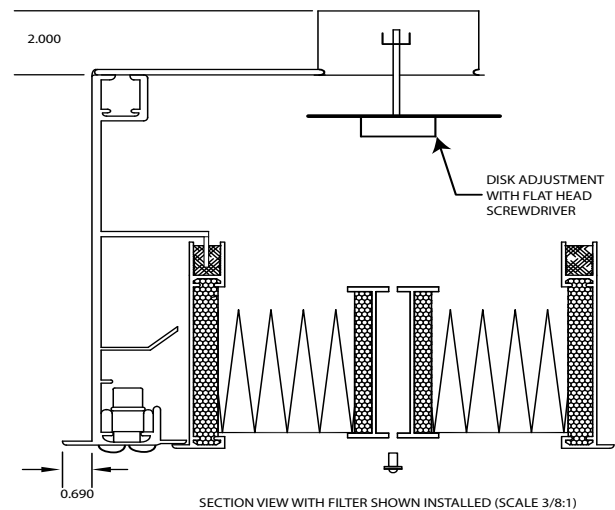 2.000
DISK ADJUSTMENT
WITH FLAT HEAD
SCREWDRIVER
0.690
SECTION VIEW WITH FILTER SHOWN INSTALLED (SCALE 3/8:1)